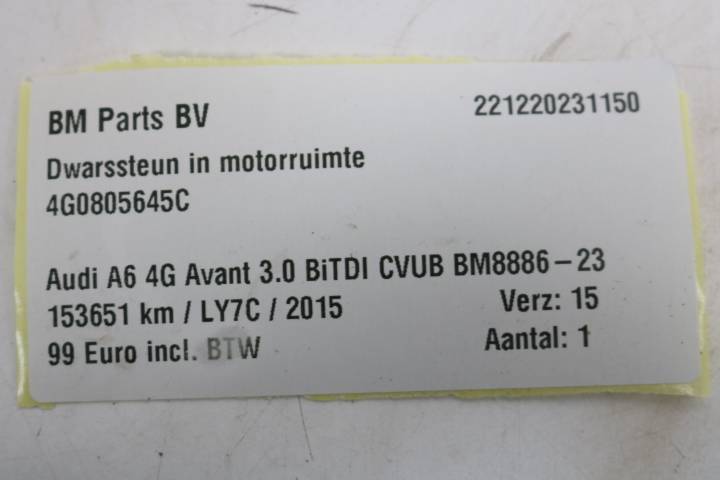 BM Parts BV 221220231150
Dwarssteun in motorruimte
4G0805645C
Audi A6 4G Avant 3.0 BiTDI CVUB BM8886-23
153651 km / LY7C / 2015 Verz: 15
99 Euro incl. BTW Aantal: 1